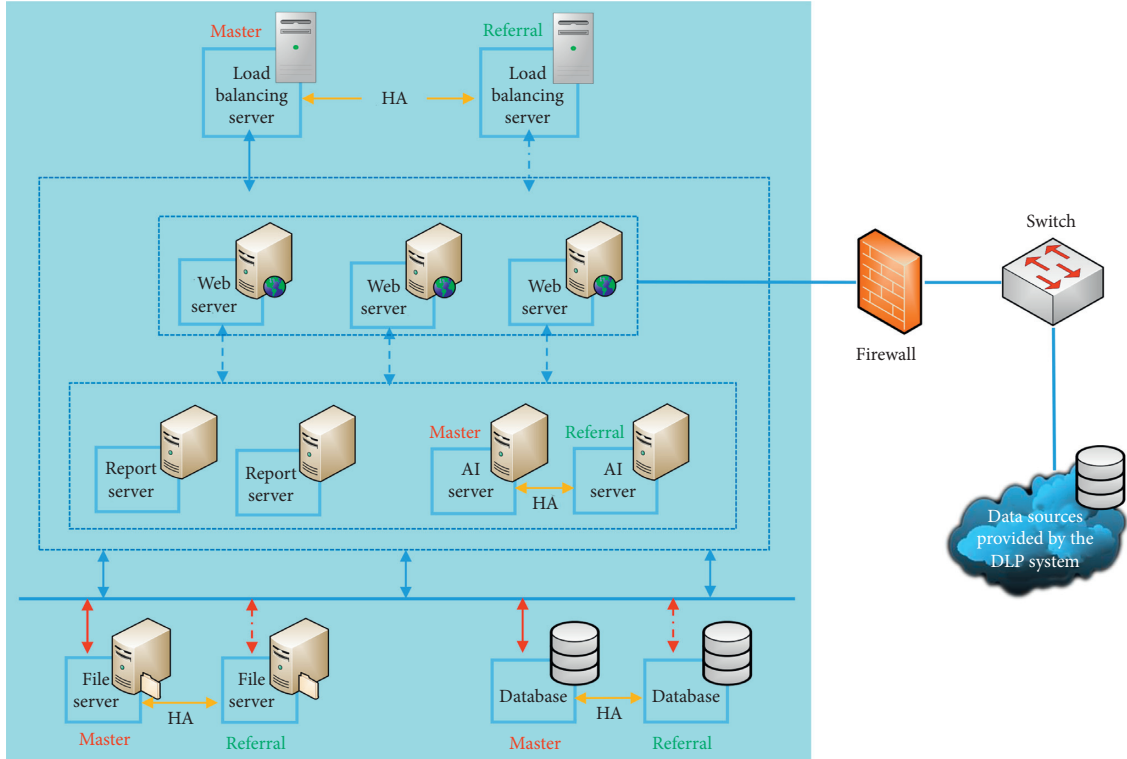 Master
Referral
Load
balancing
server
HA
Load
balancing
server
Web
server
Web
server
Web
server
Firewall
Switch
Report
server
Report
server
Master
Referral
AI
server
HA
AI
server
Data sources
provided by the
DLP system
File
server
HA
File
server
Master
Referral
Database
HA
Database
Master
Referral